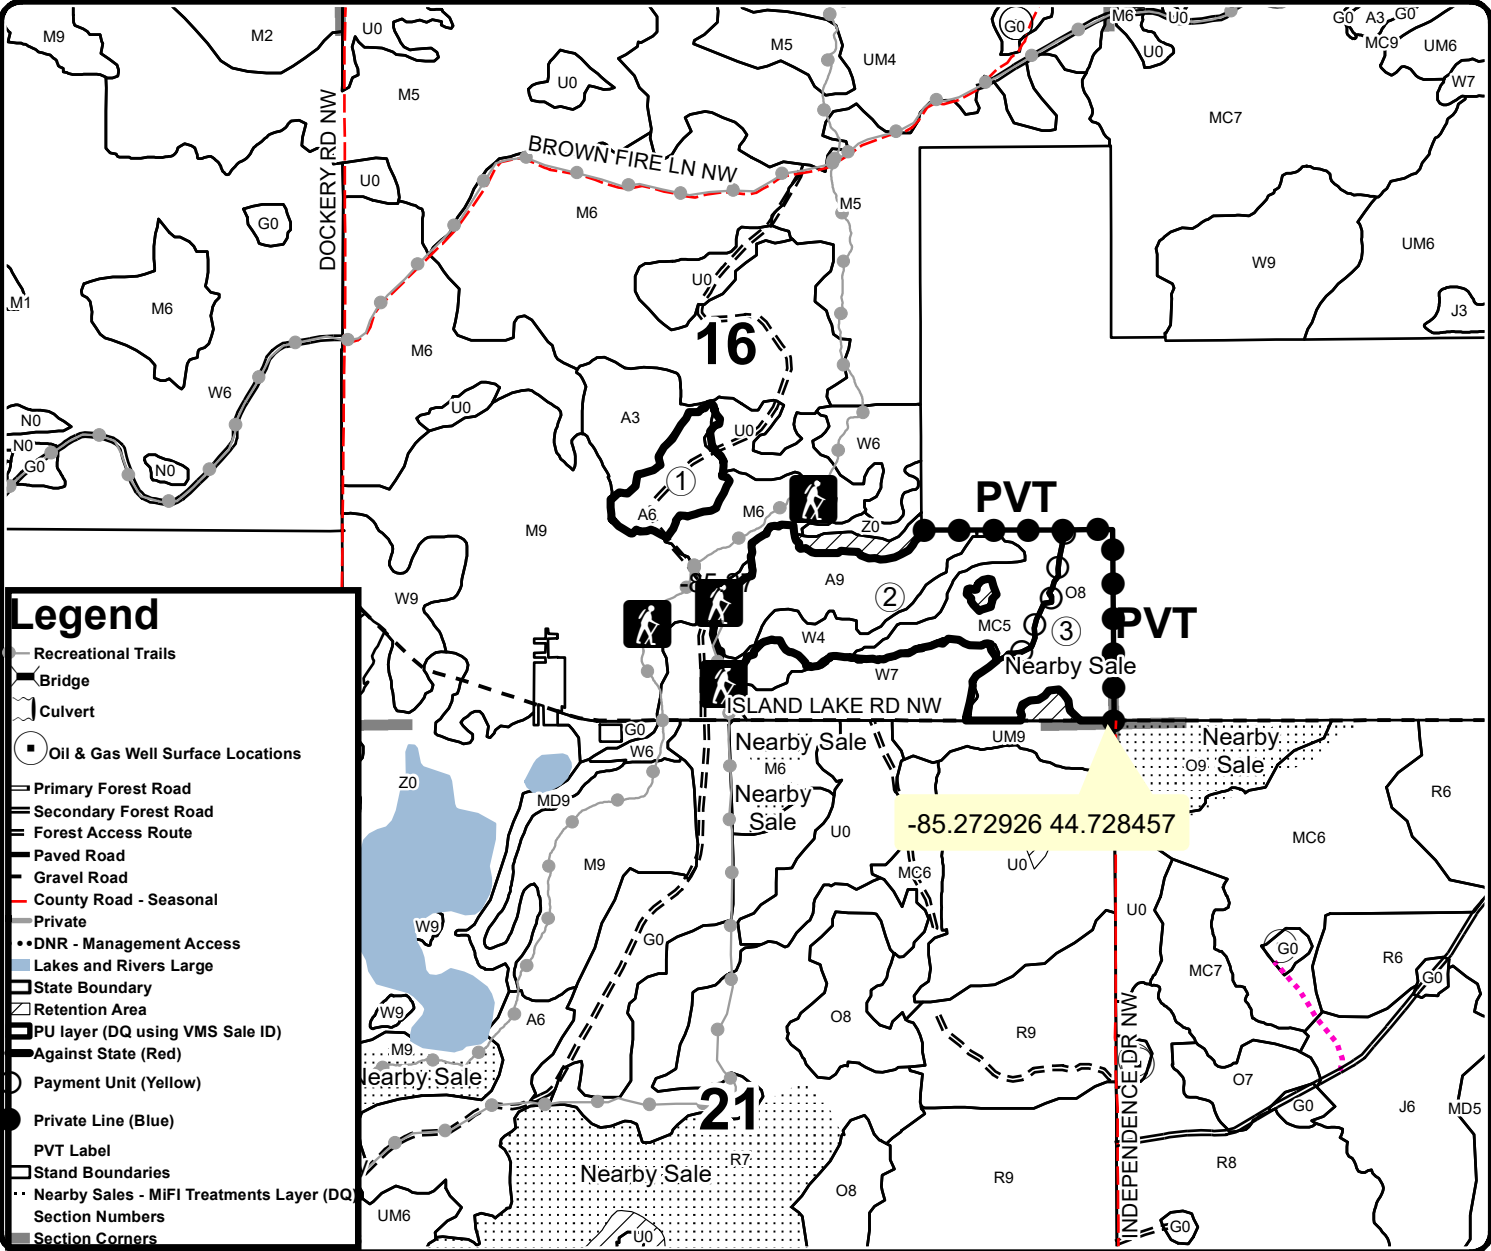 M9
M2
U0
M5
U0
M5
UM4
G0
M6
U0
U0
G0
A3
G0
MC9
UM6
W7
MC7
DOCKERY RD NW
BROWN FIRE LN NW
U0
M6
M5
G0
UM6
W9
M1
M6
U0
J3
16
M6
W6
U0
A3
U0
W6
N0
N0
G0
N0
1
A6
M6
Z0
PVT
M9
A9
2
O8
MC5
3
PVT
W9
W4
W7
Nearby Sale
ISLAND LAKE RD NW
Legend
Recreational Trails
Bridge
Culvert
Oil & Gas Well Surface Locations
Primary Forest Road
Secondary Forest Road
Forest Access Route
Paved Road
Gravel Road
County Road - Seasonal
Private
DNR - Management Access
Lakes and Rivers Large
State Boundary
Retention Area
PU layer (DQ using VMS Sale ID)
Against State (Red)
Payment Unit (Yellow)
Private Line (Blue)
PVT Label
Stand Boundaries
Nearby Sales - MiFI Treatments Layer (DQ)
Section Numbers
Section Corners
G0
W6
Nearby Sale
M6
UM9
Nearby
Sale
O9
Z0
MD9
Nearby
Sale
U0
-85.272926 44.728457
R6
MC6
M9
MC6
U0
U0
W9
G0
G0
MC7
R6
G0
W9
A6
O8
R9
M9
Nearby Sale
INDEPENDENCE DR NW
O7
G0
J6
MD5
21
R7
Nearby Sale
O8
R9
R8
UM6
U0
G0